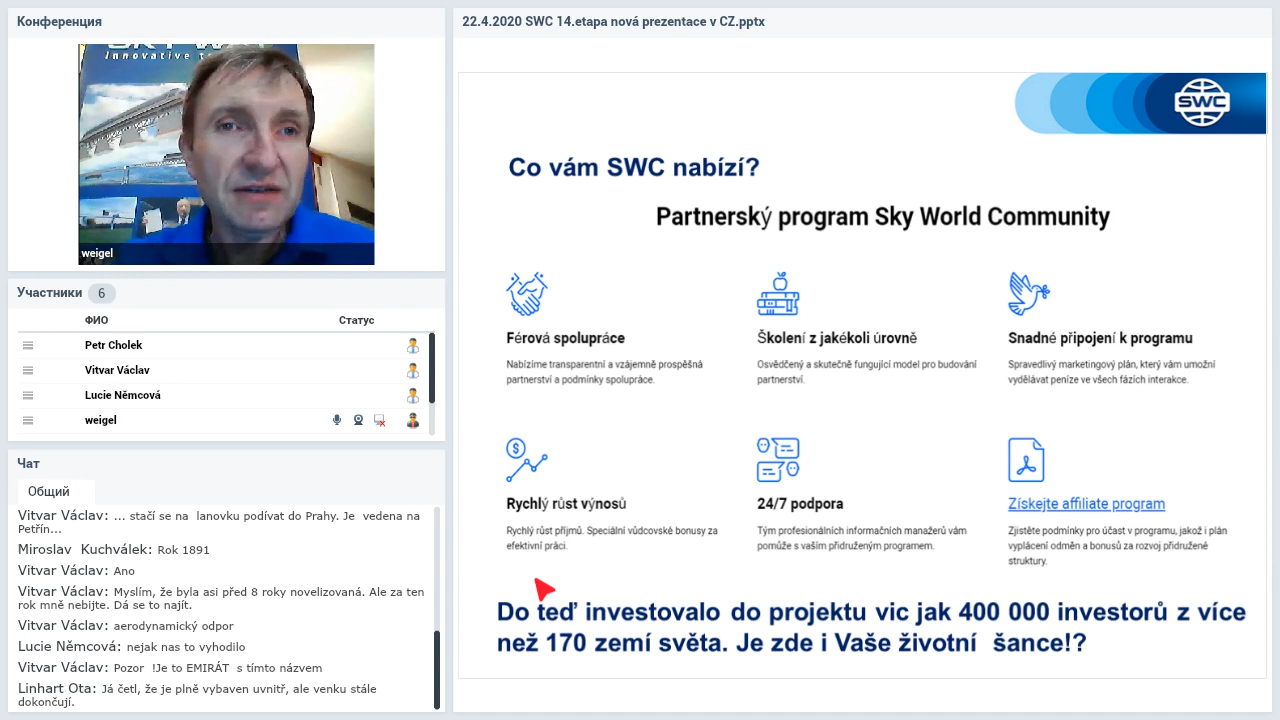 Конференция
SKY WAY
innovative t
weigel
Участники 6
ФИО Статус
Petr Cholek
Vitvar Václav
Lucie Němcová
weigel
Чат
Общий
Vitvar Václav: ... stačí se na lanovku podívat do Prahy. Je vedena na
Petřín...
Miroslav Kuchválek: Rok 1891
Vitvar Václav: Ano
Vitvar Václav: Myslím, že byla asi před 8 roky novelizovaná. Ale za ten
rok mně nebijte. Dá se to najít.
Vitvar Václav: aerodynamický odpor
Lucie Němcová: nejak nas to vyhodilo
Vitvar Václav: Pozor !Je to EMIRÁT s tímto názvem
Linhart Ota: Já četl, že je plně vybaven uvnitř, ale venku stále
dokončují.
22.4.2020 SWC 14.etapa nová prezentace v CZ.pptx
SWC
Co vám SWC nabízí?
Partnerský program Sky World Community
Férová spolupráce
Nabízíme transparentní a vzájemně prospěšná
partnerství a podmínky spolupráce.
Školení z jakékoli úrovně
Osvědčený a skutečně fungující model pro budování
partnerství.
Snadné připojení k programu
Spravedlivý marketingový plán, který vám umožní
vydělávat peníze ve všech fázích interakce.
Rychlý růst výnosů
Rychlý růst příjmů. Speciální vůdcovské bonusy za
efektivní práci.
24/7 podpora
Tým profesionálních informačních manažerů vám
pomůže s vaším přidruženým programem.
Získejte affiliate program
Zjistěte podmínky pro účast v programu, jakož i plán
vyplácení odměn a bonusů za rozvoj přidružené
struktury.
Do teď investovalo do projektu vic jak 400 000 investorů z více
než 170 zemí světa. Je zde i Vaše životní šance!?